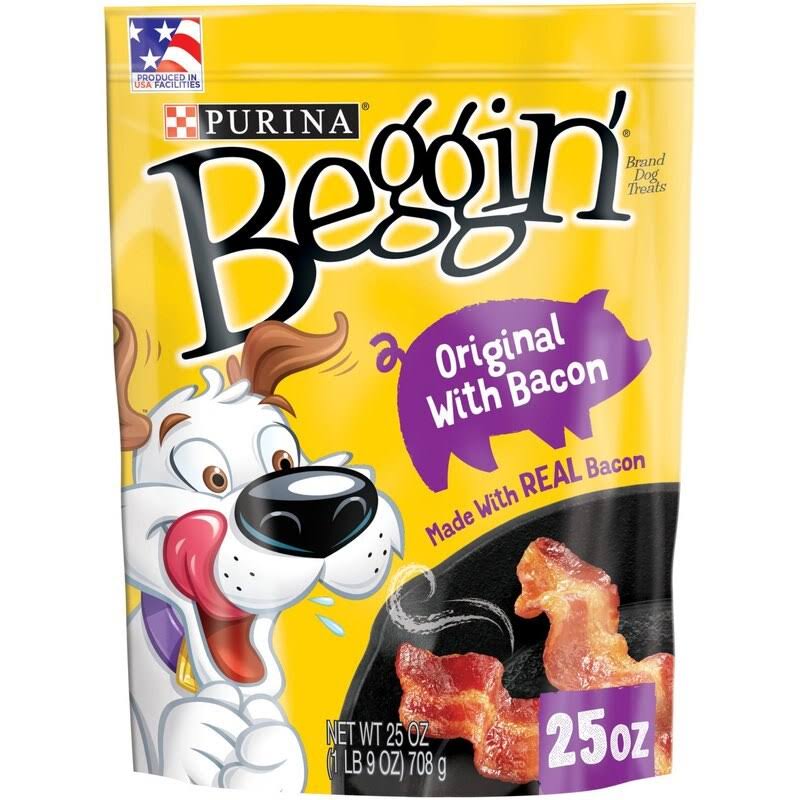 PRODUCED IN
USA FACILITIES
PURINA®
Beggin'®
Brand
Dog
Treats
Original
With Bacon
Made With REAL Bacon
™
NET WT 25 OZ
(1 LB 9 OZ) 708 g
25oz